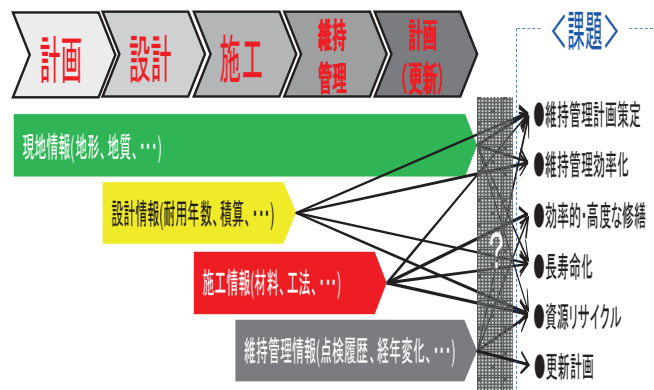 計画
設計
施工
維持
管理
計画
(更新)
〈課題〉
現地情報(地形、地質、･･･)
設計情報(耐用年数、積算、･･･)
施工情報(材料、工法、･･･)
維持管理情報(点検履歴、経年変化、･･･)
?
●維持管理計画策定
●維持管理効率化
●効率的･高度な修繕
●長寿命化
●資源リサイクル
●更新計画